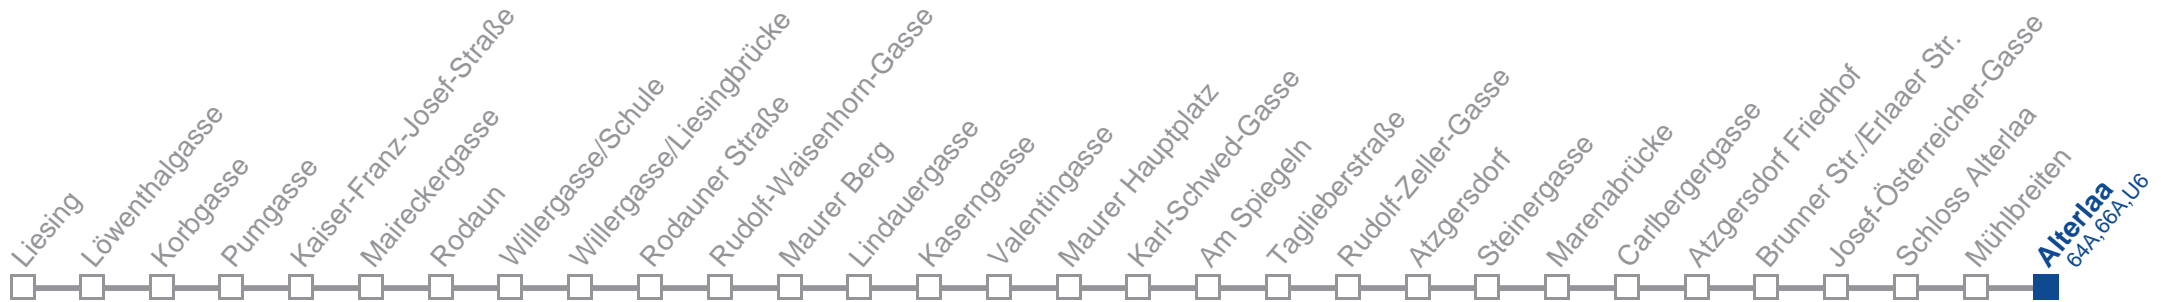 Liesing
Löwenthalgasse
Korbgasse
Pumgasse
Kaiser-Franz-Josef-Straße
Maireckergasse
Rodaun
Willergasse/Schule
Willergasse/Liesingbrücke
Rodauner Straße
Rudolf-Waisenhorn-Gasse
Maurer Berg
Lindauergasse
Kaserngasse
Valentingasse
Maurer Hauptplatz
Karl-Schwed-Gasse
Am Spiegeln
Taglieberstraße
Rudolf-Zeller-Gasse
Atzgersdorf
Steinergasse
Marenabrücke
Carlbergergasse
Atzgersdorf Friedhof
Brunner Str./Erlaaer Str.
Josef-Österreicher-Gasse
Schloss Alterlaa
Mühlbreiten
Alterlaa
64A,66A,U6